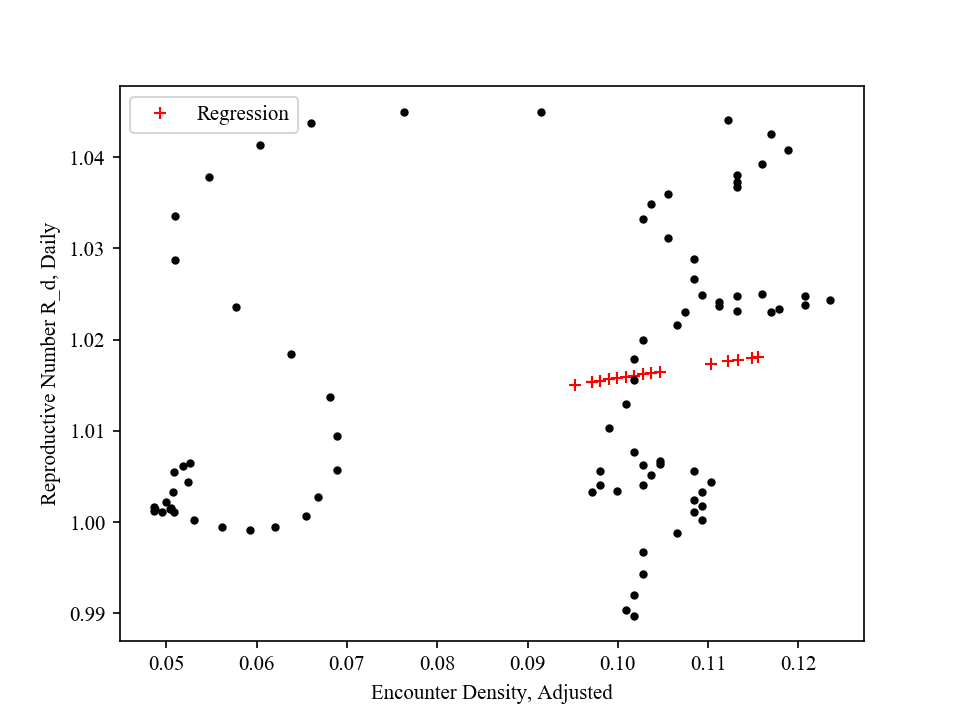 Regression
1.04
1.03
1.02
1.01
1.00
0.99
Reproductive Number R_d, Daily
0.05 0.06 0.07 0.08 0.09 0.10 0.11 0.12
Encounter Density, Adjusted